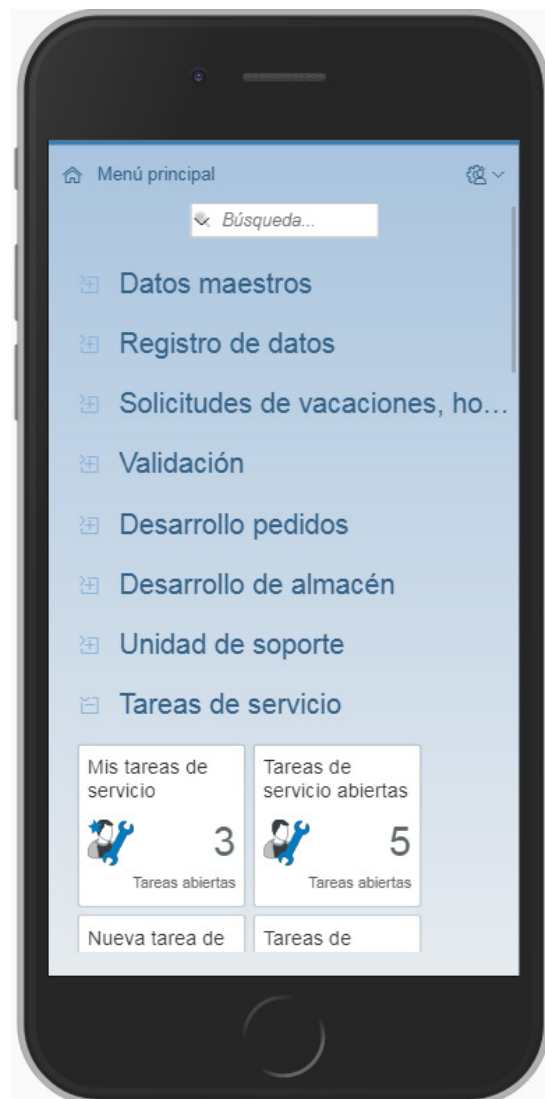 Menú principal
Búsqueda...
Datos maestros
Registro de datos
Solicitudes de vacaciones, ho...
Validación
Desarrollo pedidos
Desarrollo de almacén
Unidad de soporte
Tareas de servicio
Mis tareas de
servicio
3
Tareas abiertas
Tareas de
servicio abiertas
5
Tareas abiertas
Nueva tarea de
Tareas de